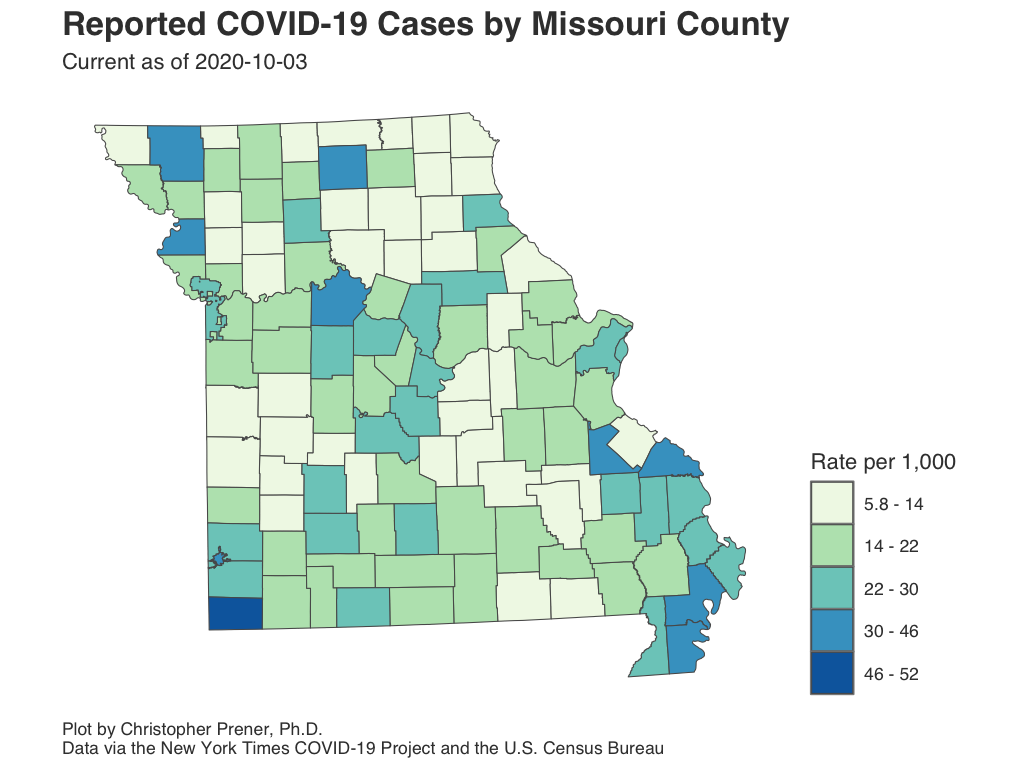 Reported COVID-19 Cases by Missouri County
Current as of 2020-10-03
Rate per 1,000
5.8 - 14
14 - 22
22 - 30
30 - 46
46 - 52
Plot by Christopher Prener, Ph.D.
Data via the New York Times COVID-19 Project and the U.S. Census Bureau